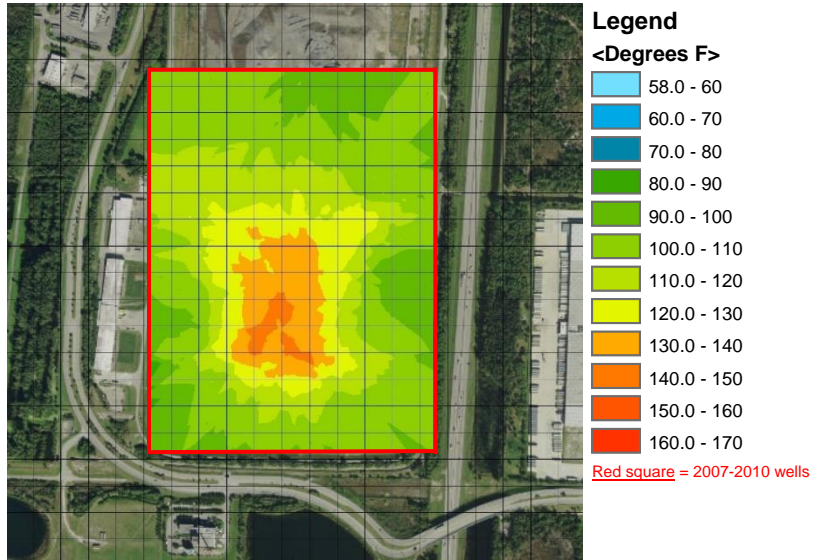 Legend
<Degrees F>
58.0 - 60
60.0 - 70
70.0 - 80
80.0 - 90
90.0 - 100
100.0 - 110
110.0 - 120
120.0 - 130
130.0 - 140
140.0 - 150
150.0 - 160
160.0 - 170
Red square = 2007-2010 wells